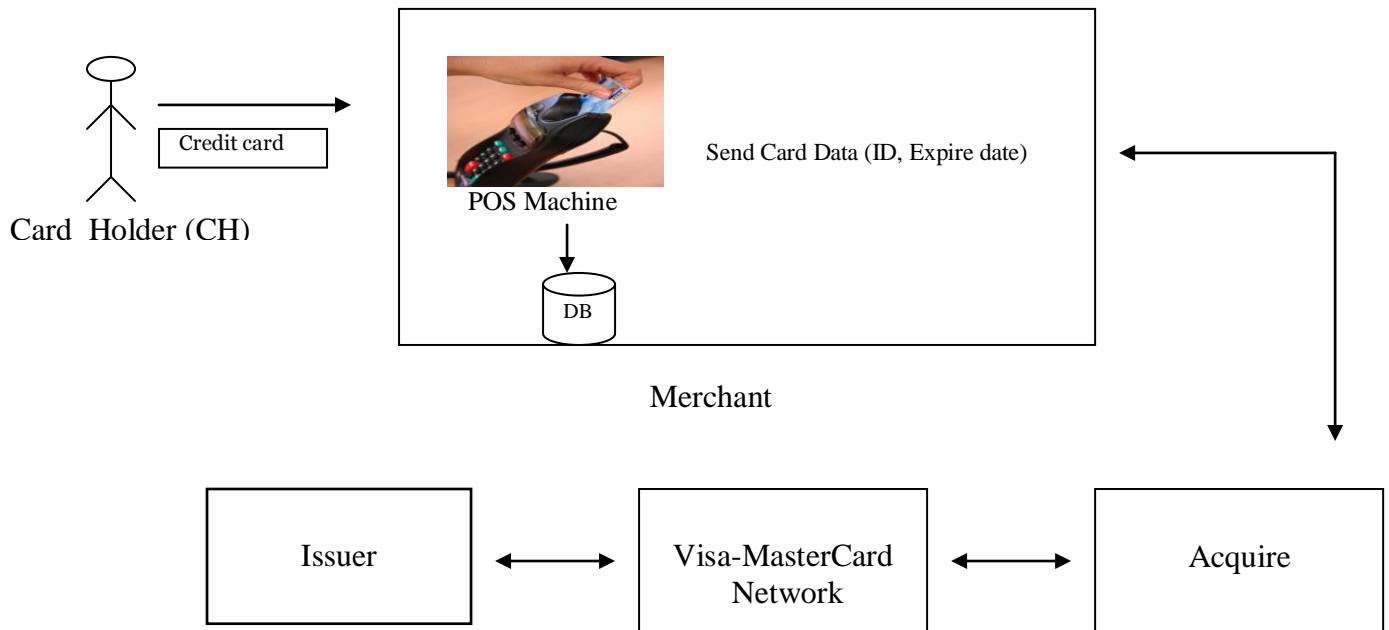 Credit card
Card Holder (CH)
Send Card Data (ID, Expire date)
POS Machine
DB
Merchant
Issuer
Visa-MasterCard
Network
Acquire